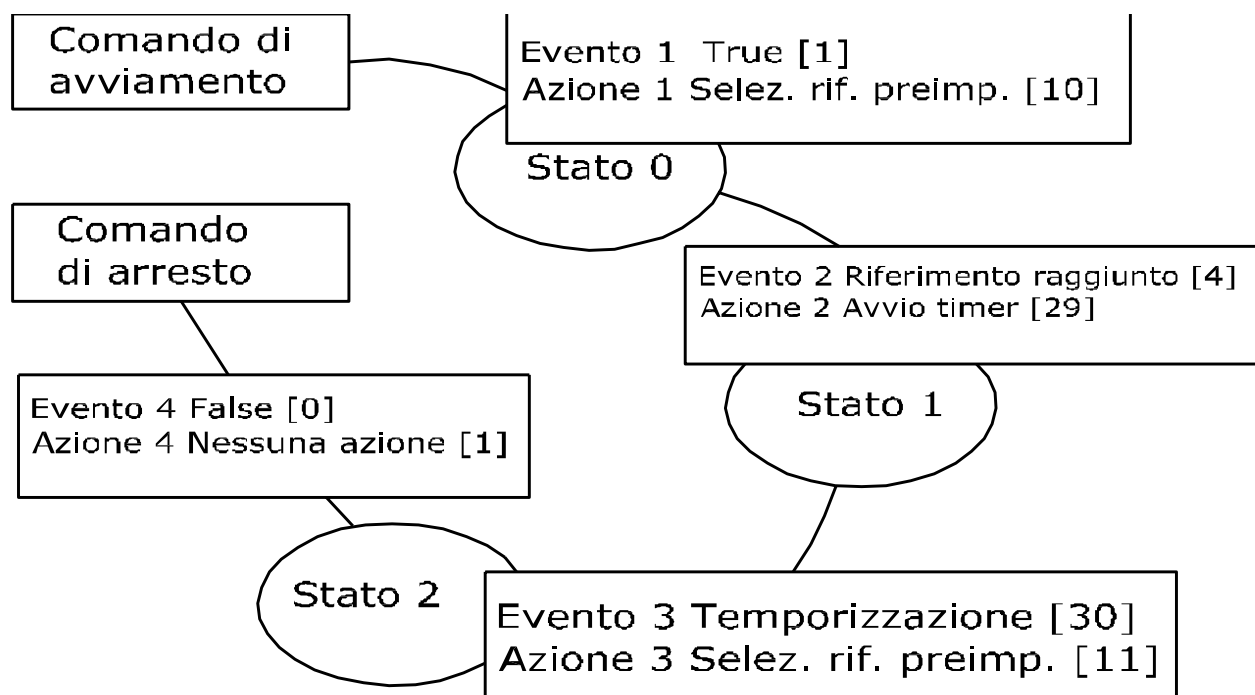 Comando di
avviamento
Evento 1 True [1]
Azione 1 Selez. rif. preimp. [10]
Stato 0
Comando
di arresto
Evento 2 Riferimento raggiunto [4]
Azione 2 Avvio timer [29]
Stato 1
Evento 4 False [0]
Azione 4 Nessuna azione [1]
Stato 2
Evento 3 Temporizzazione [30]
Azione 3 Selez. rif. preimp. [11]